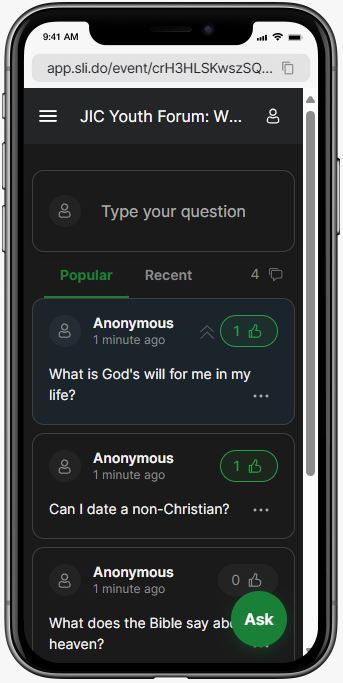 9:41 AM
app.sli.do/event/crH3HLSKwszSQ...
JIC Youth Forum: W...
Type your question
Popular
Recent
4
Anonymous
1 minute ago
1
What is God's will for me in my
life?
Anonymous
1 minute ago
1
Can I date a non-Christian?
Anonymous
1 minute ago
0
What does the Bible say
heaven?
Ask